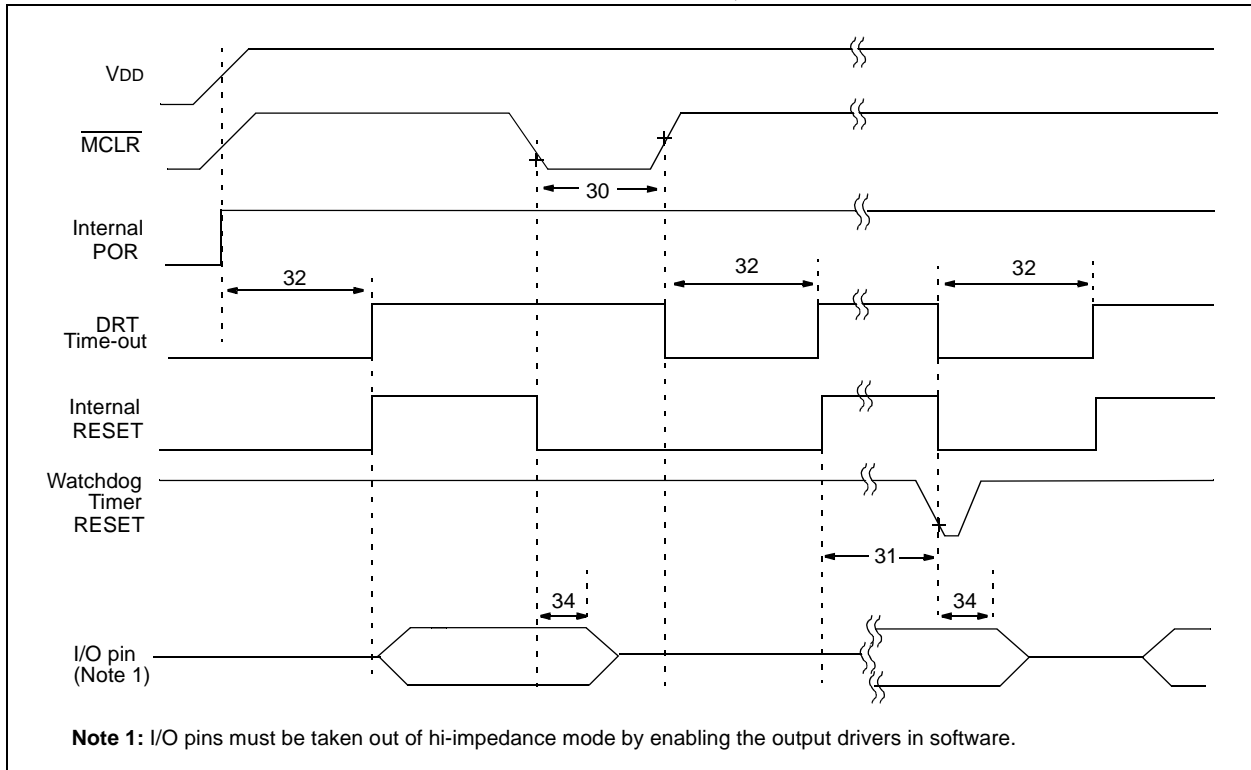 VDD
MCLR
30
Internal
POR
32
32
32
DRT
Time-out
Internal
RESET
Watchdog
Timer
RESET
31
34
34
I/O pin
(Note 1)
Note 1: I/O pins must be taken out of hi-impedance mode by enabling the output drivers in software.